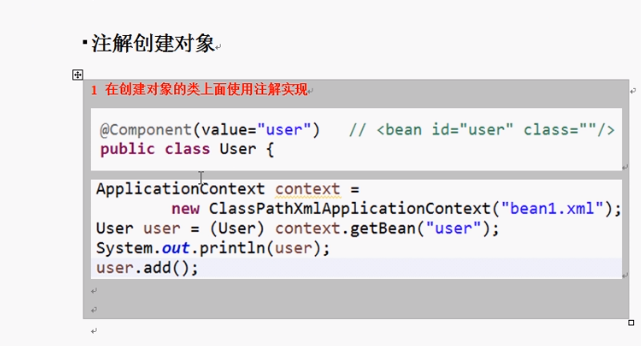 注解创建对象
1 在创建对象的类上面使用注解实现
@Component(value="user")   // <bean id="user" class=""/>
public class User {
ApplicationContext context =
new ClassPathXmlApplicationContext("bean1.xml");
User user = (User) context.getBean("user");
System.out.println(user);
user.add();